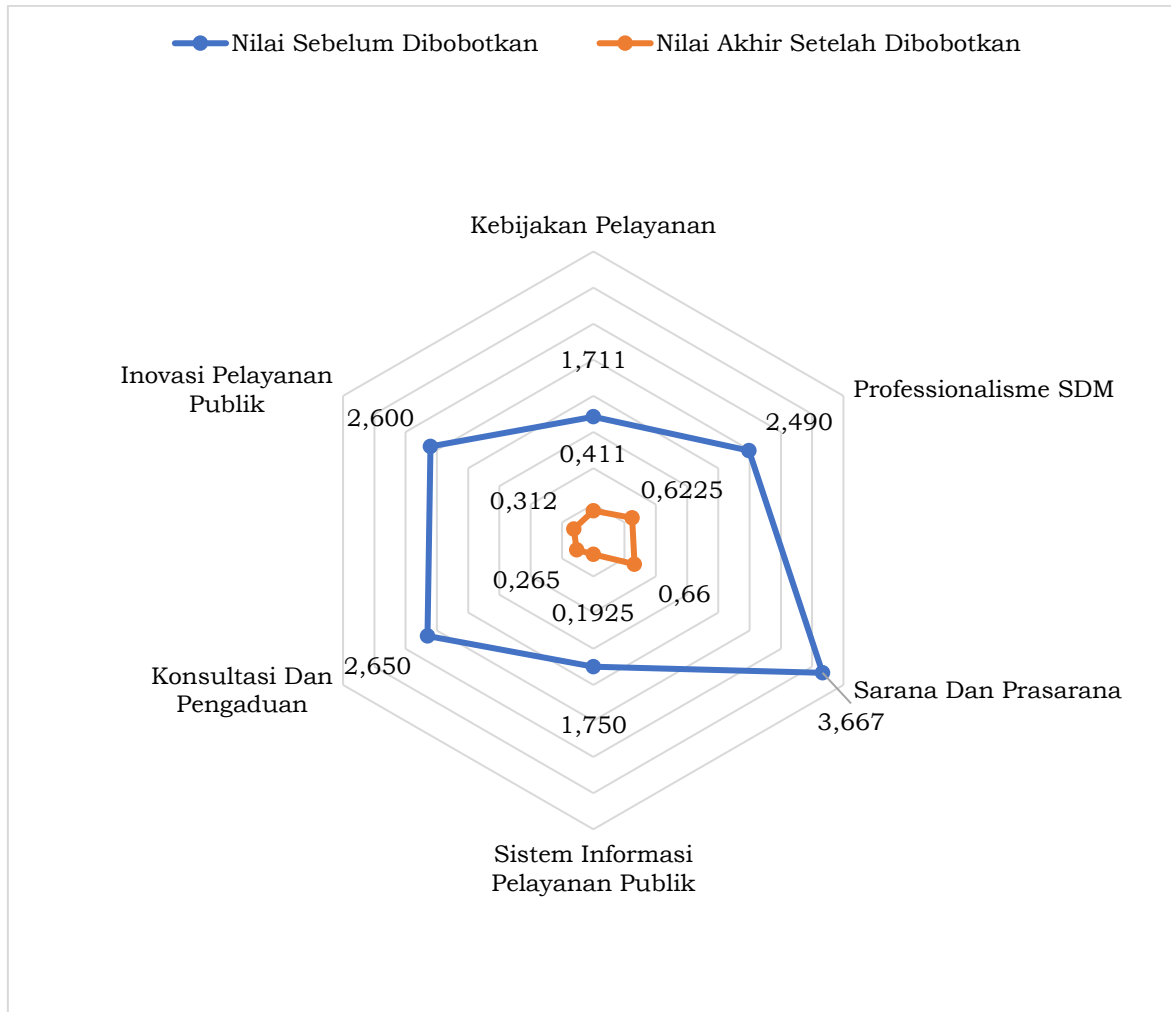 Nilai Sebelum Dibobotkan
Nilai Akhir Setelah Dibobotkan
Kebijakan Pelayanan
1,711
0,411
Inovasi Pelayanan
Publik
2,600
0,312
Professionalisme SDM
2,490
0,6225
0,265
0,66
0,1925
Konsultasi Dan
Pengaduan
2,650
1,750
Sarana Dan Prasarana
3,667
Sistem Informasi
Pelayanan Publik